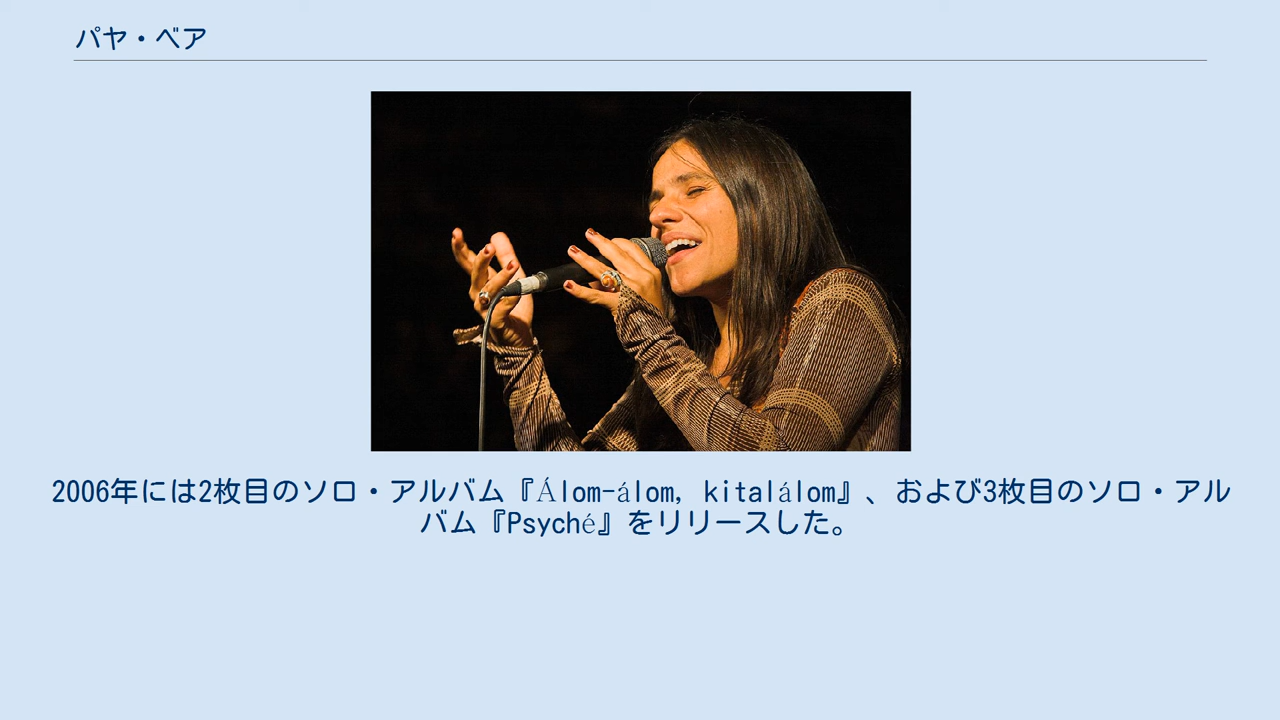 パヤ・ベア
2006年には2枚目のソロ・アルバム『Álom-álom, kitalálom』、および3枚目のソロ・アル
バム『Psyché』をリリースした。